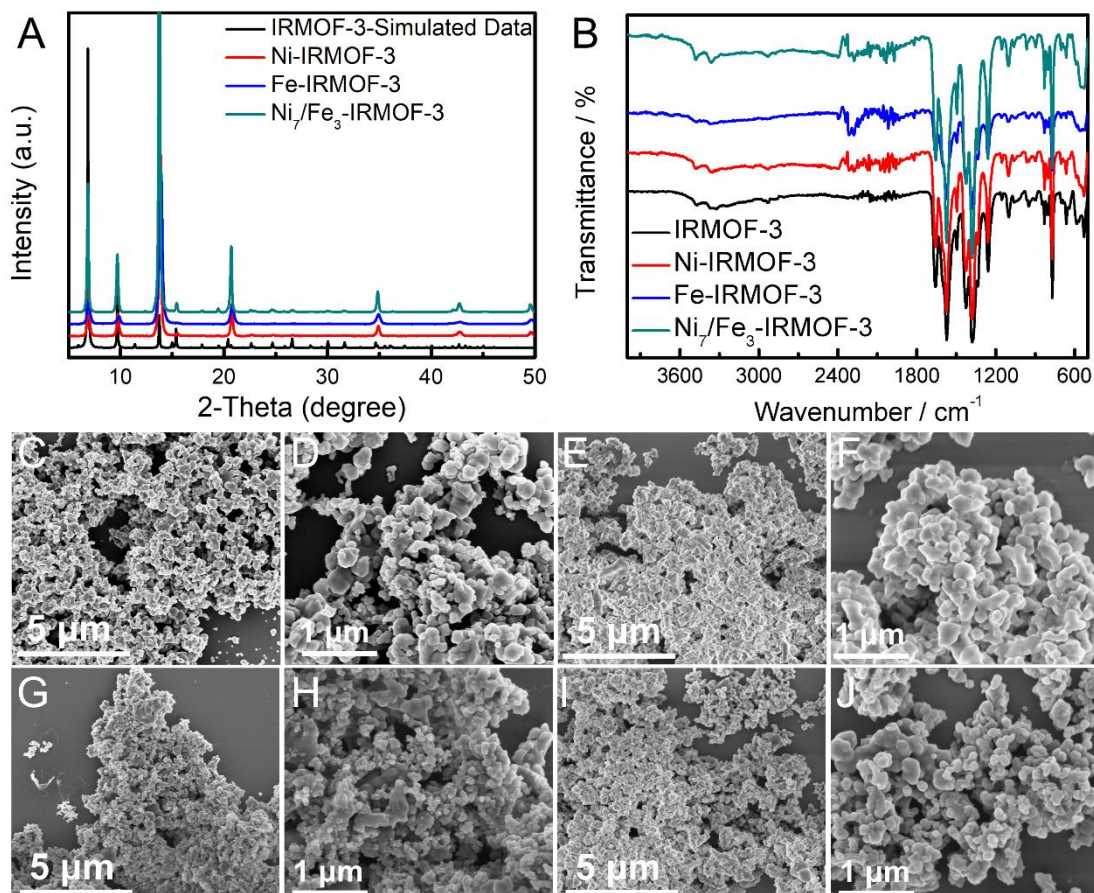 A
IRMOF-3-Simulated Data
Ni-IRMOF-3
Fe-IRMOF-3
Ni₇/Fe₃-IRMOF-3
Intensity (a.u.)
10 20 30 40 50
2-Theta (degree)
B
Transmittance / %
IRMOF-3
Ni-IRMOF-3
Fe-IRMOF-3
Ni₇/Fe₃-IRMOF-3
3600 3000 2400 1800 1200 600
Wavenumber / cm⁻¹
C
5 μm
D
1 μm
E
5 μm
F
1 μm
G
5 μm
H
1 μm
I
5 μm
J
1 μm